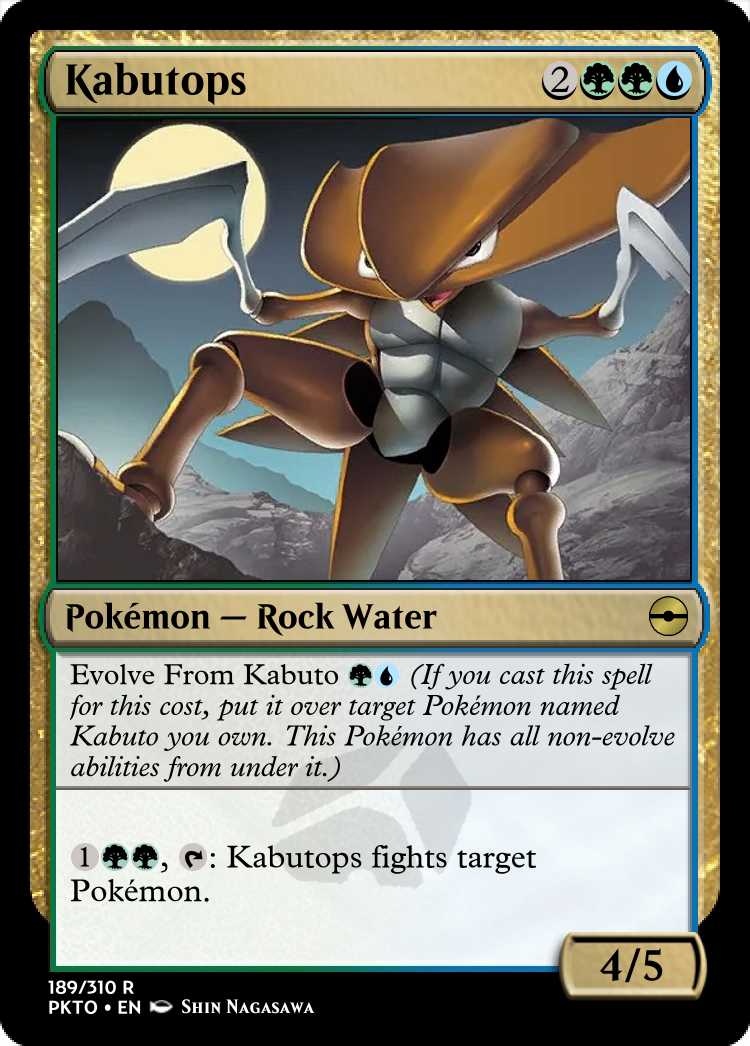 Kabutops 2
Pokémon — Rock Water
Evolve From Kabuto (If you cast this spell
for this cost, put it over target Pokémon named
Kabuto you own. This Pokémon has all non-evolve
abilities from under it.)
1, : Kabutops fights target
Pokémon.
4/5
189/310 R
PKTO • EN Shin Nagasawa